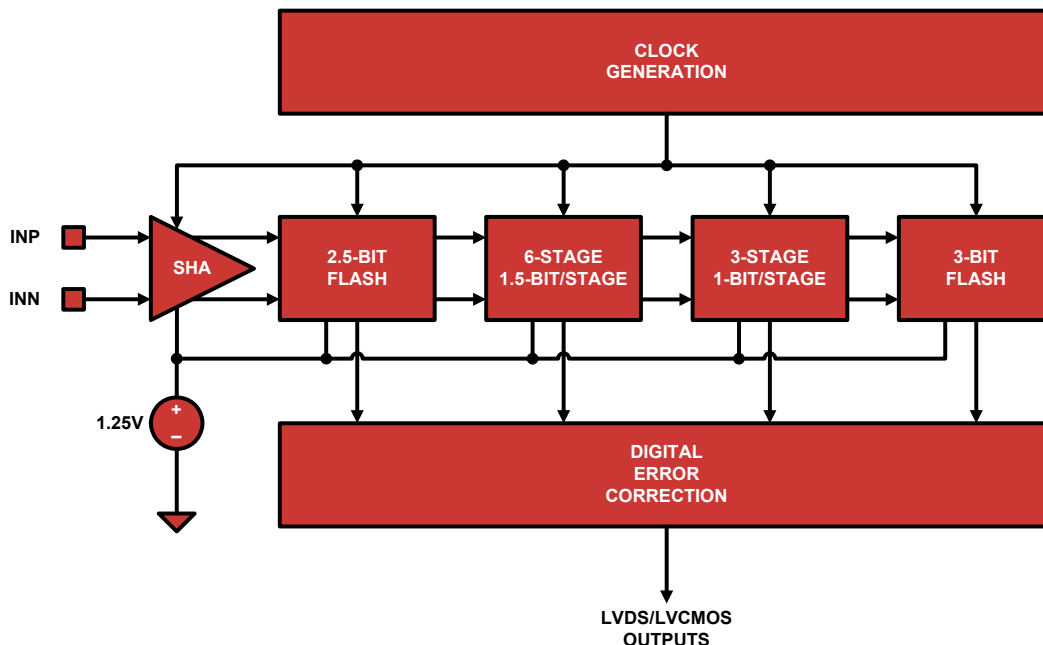 CLOCK
GENERATION
INP
INN
SHA
2.5-BIT
FLASH
6-STAGE
1.5-BIT/STAGE
3-STAGE
1-BIT/STAGE
3-BIT
FLASH
1.25V
+
–
DIGITAL
ERROR
CORRECTION
LVDS/LVCMOS
OUTPUTS